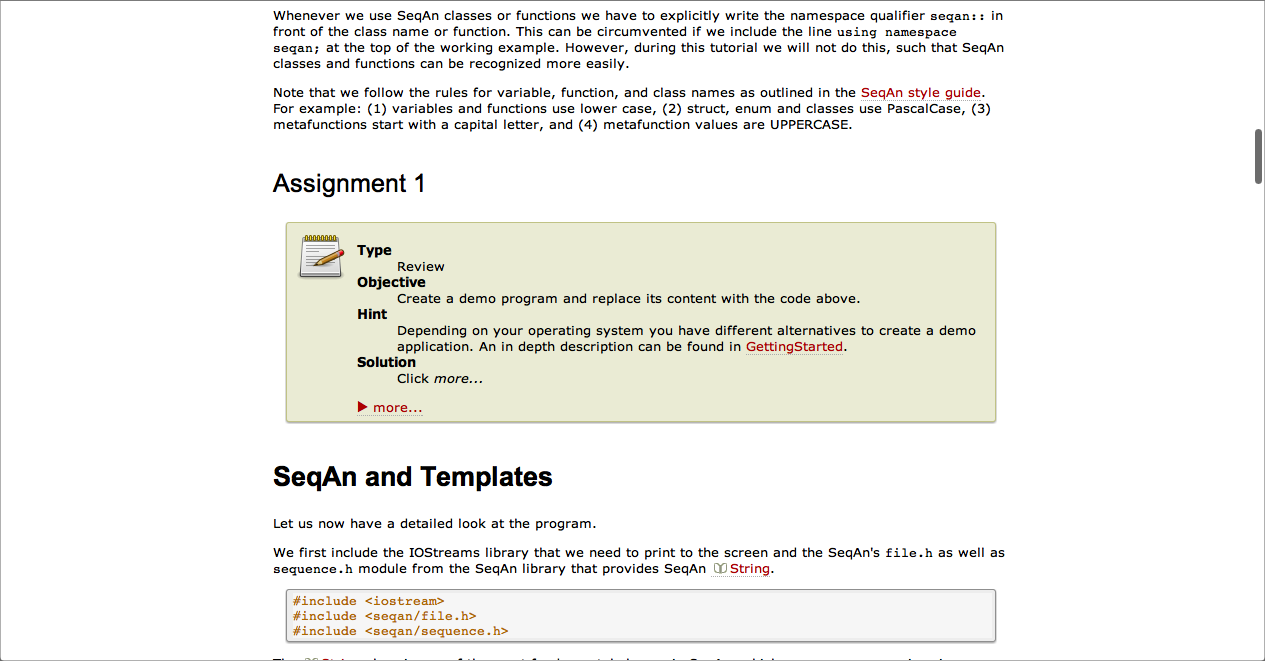 Whenever we use SeqAn classes or functions we have to explicitly write the namespace qualifier seqan:: in
front of the class name or function. This can be circumvented if we include the line using namespace
seqan; at the top of the working example. However, during this tutorial we will not do this, such that SeqAn
classes and functions can be recognized more easily.
Note that we follow the rules for variable, function, and class names as outlined in the SeqAn style guide.
For example: (1) variables and functions use lower case, (2) struct, enum and classes use PascalCase, (3)
metafunctions start with a capital letter, and (4) metafunction values are UPPERCASE.
Assignment 1
Type
Review
Objective
Create a demo program and replace its content with the code above.
Hint
Depending on your operating system you have different alternatives to create a demo
application. An in depth description can be found in GettingStarted.
Solution
Click more...
more...
SeqAn and Templates
Let us now have a detailed look at the program.
We first include the IOStreams library that we need to print to the screen and the SeqAn's file.h as well as
sequence.h module from the SeqAn library that provides SeqAn String.
#include <iostream>
#include <seqan/file.h>
#include <seqan/sequence.h>